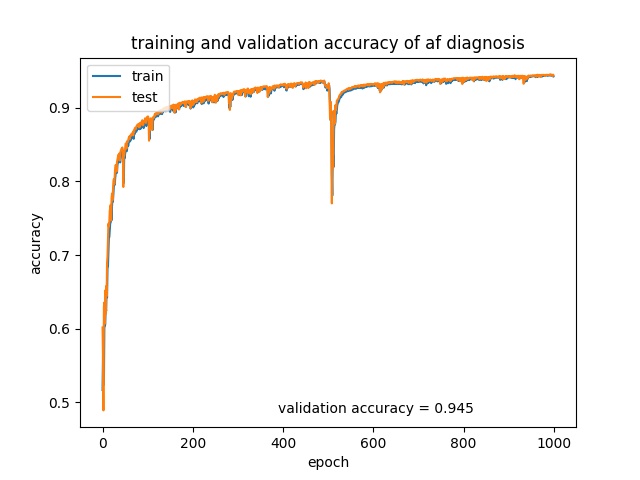 training and validation accuracy of af diagnosis
train
test
0.9
0.8
0.7
0.6
0.5
accuracy
validation accuracy = 0.945
0 200 400 600 800 1000
epoch